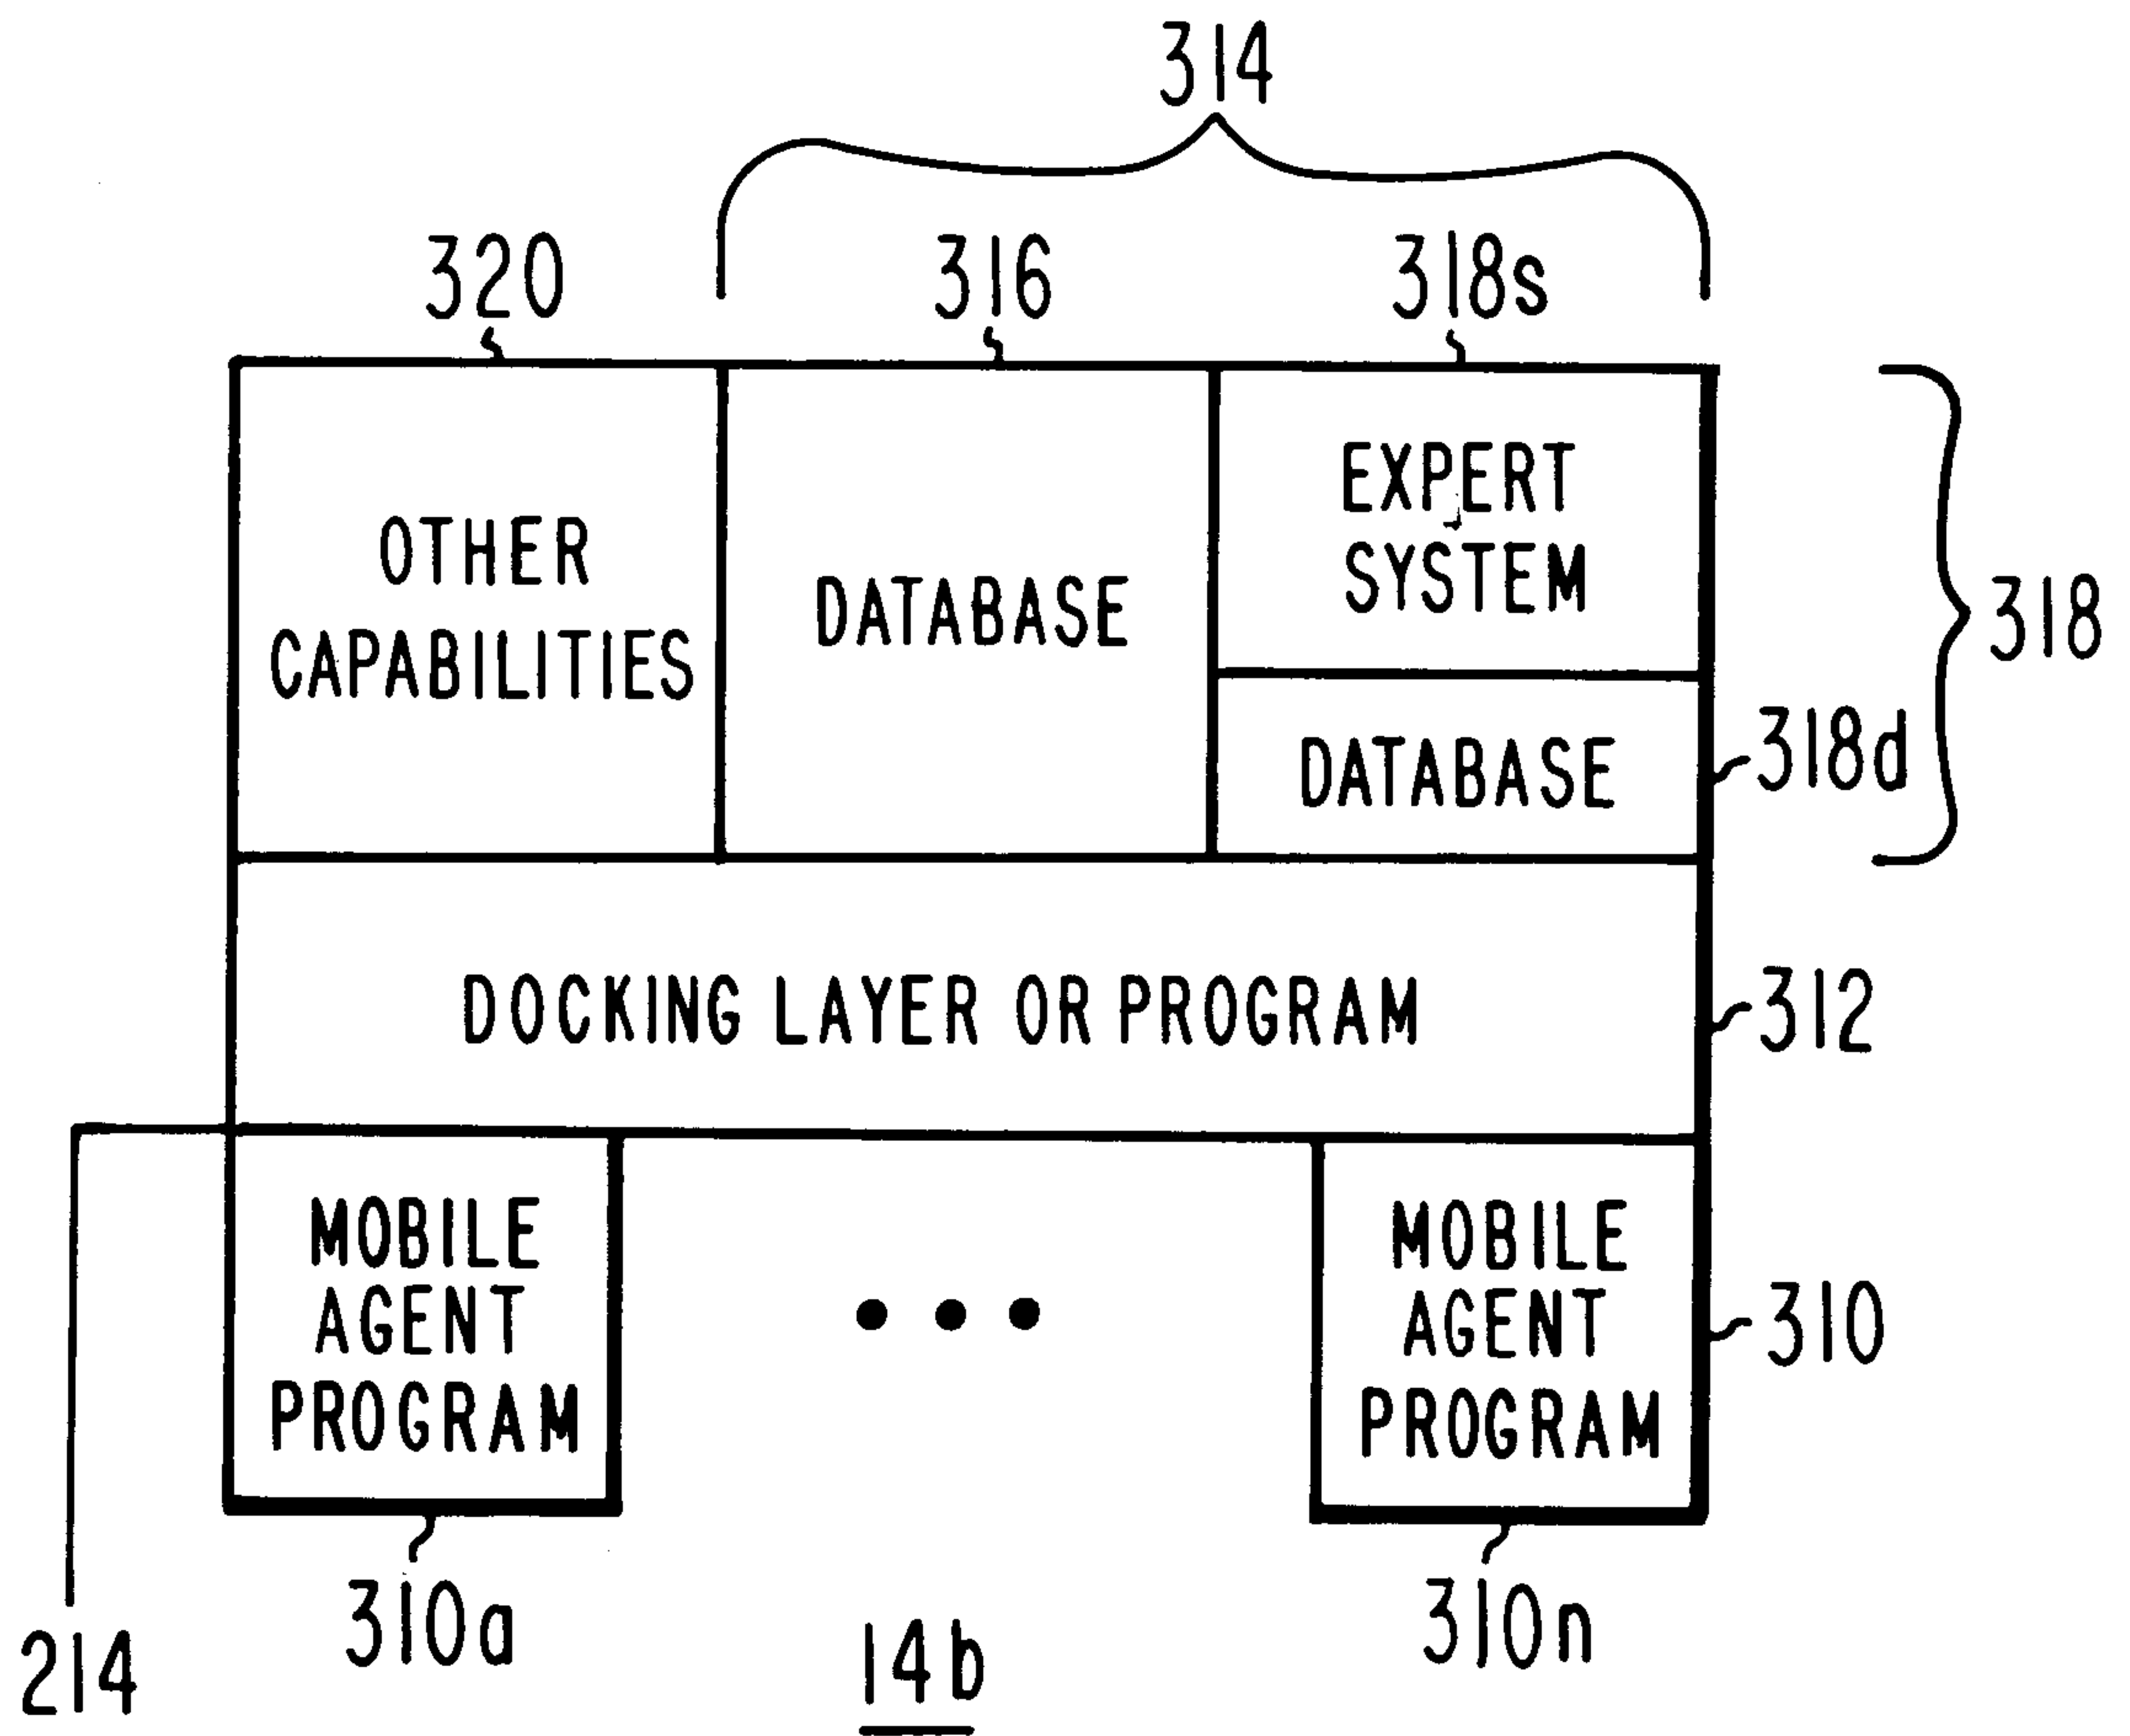 314
320
316
318s
OTHER
CAPABILITIES
DATABASE
EXPERT
SYSTEM
DATABASE
318
318d
DOCKING LAYER OR PROGRAM
312
MOBILE
AGENT
PROGRAM
MOBILE
AGENT
PROGRAM
310
310a
310n
214
14b